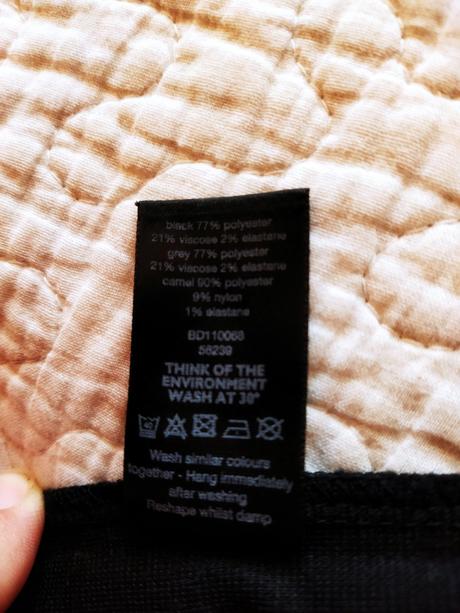 black 77% polyester
21% viscose 2% elastane
grey 77% polyester
21% viscose 2% elastane
camel 90% polyester
9% nylon
1% elastane
BD110068
56239
THINK OF THE
ENVIRONMENT
WASH AT 30°
40
Wash similar colours
together - Hang immediately
after washing
Reshape whilst damp